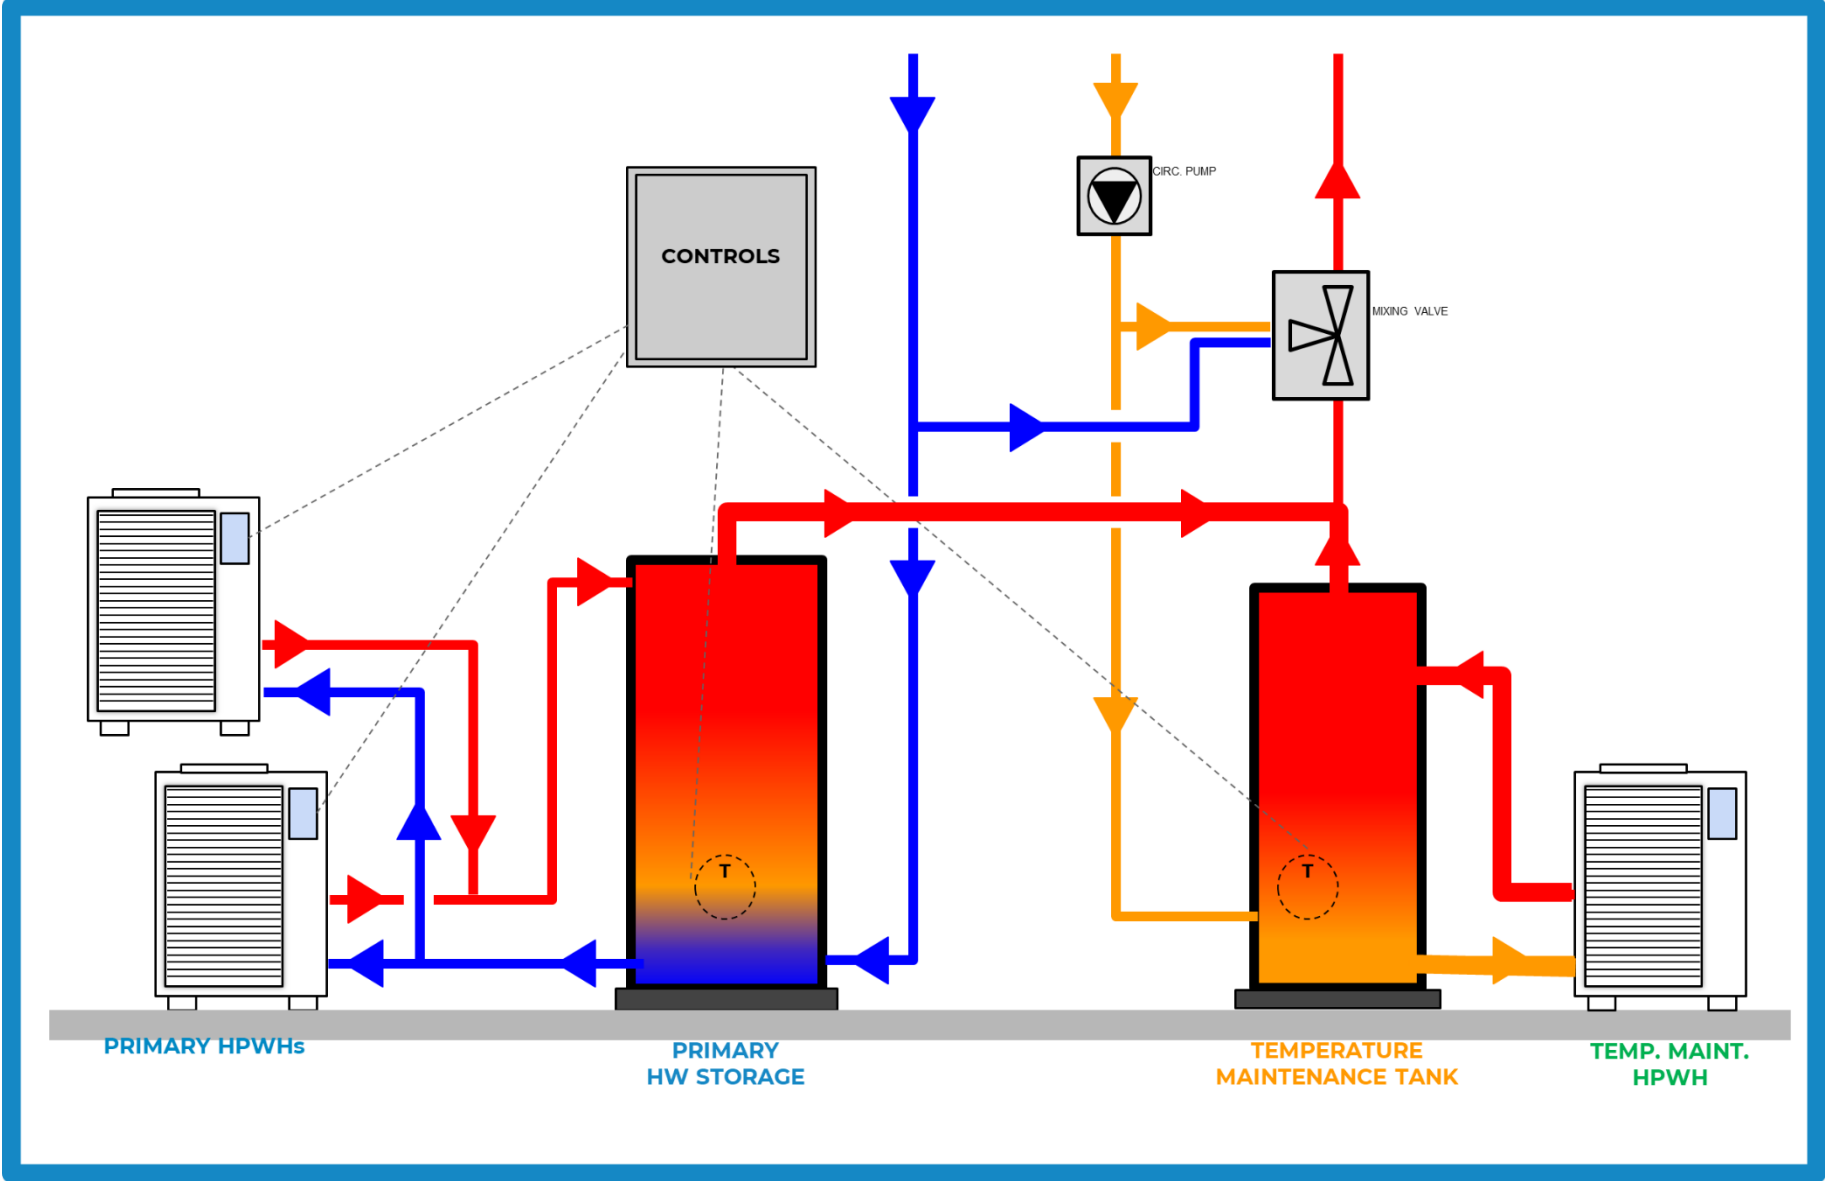 CIRC. PUMP
CONTROLS
MIXING VALVE
T
T
PRIMARY HPWHs
PRIMARY
HW STORAGE
TEMPERATURE
MAINTENANCE TANK
TEMP. MAINT.
HPWH